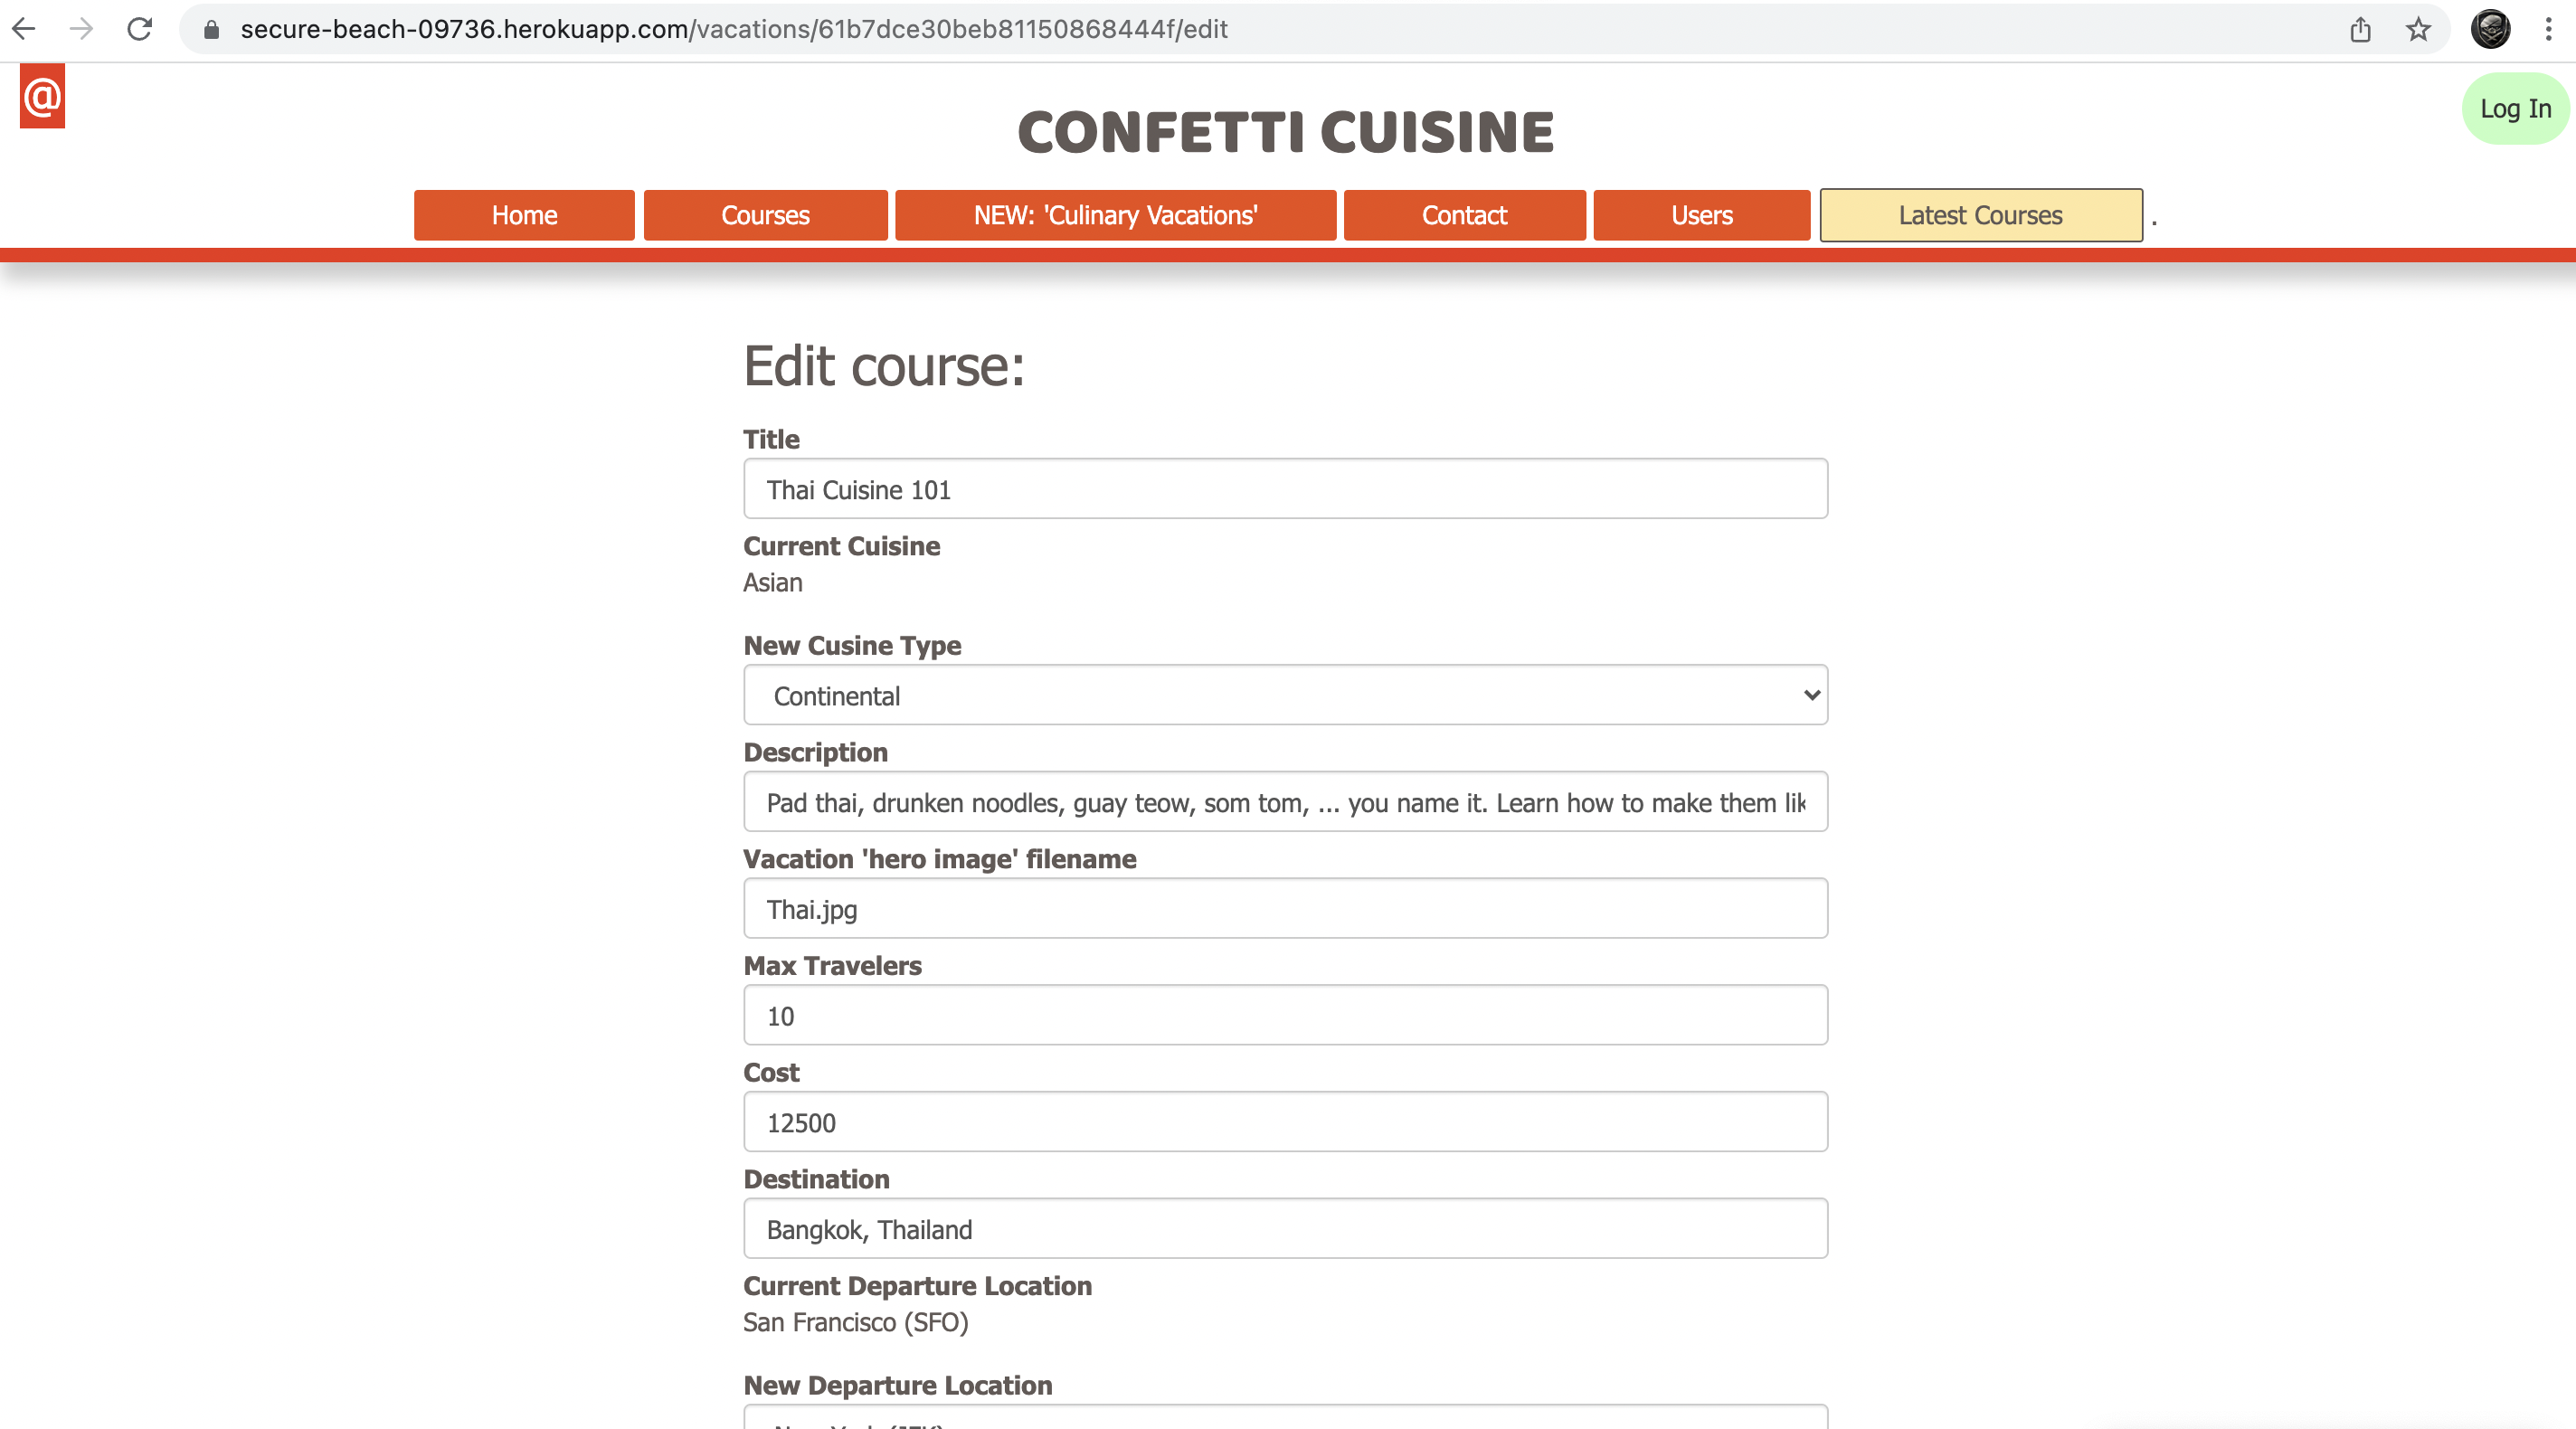 secure-beach-09736.herokuapp.com/vacations/61b7dce30beb81150868444f/edit
@
Log In
CONFETTI CUISINE
Home Courses NEW: 'Culinary Vacations' Contact Users Latest Courses .
Edit course:
Title
Thai Cuisine 101
Current Cuisine
Asian
New Cusine Type
Continental
Description
Pad thai, drunken noodles, guay teow, som tom, ... you name it. Learn how to make them lik
Vacation 'hero image' filename
Thai.jpg
Max Travelers
10
Cost
12500
Destination
Bangkok, Thailand
Current Departure Location
San Francisco (SFO)
New Departure Location